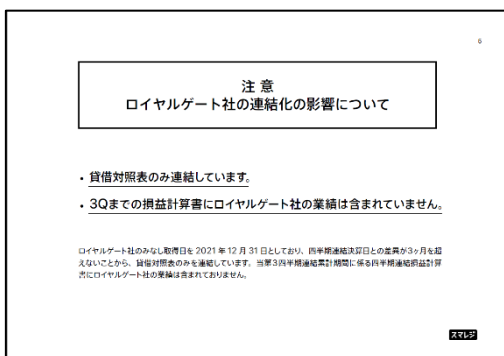 6
注 意
ロイヤルゲート社の連結化の影響について
・貸借対照表のみ連結しています。
・3Qまでの損益計算書にロイヤルゲート社の業績は含まれていません。
ロイヤルゲート社のみなし取得日を 2021 年 12 月 31 日としており、四半期連結決算日との差異が3ヶ月を超
えないことから、貸借対照表のみを連結しています。当第3四半期連結累計期間に係る四半期連結損益計算
書にロイヤルゲート社の業績は含まれておりません。
スマレジ